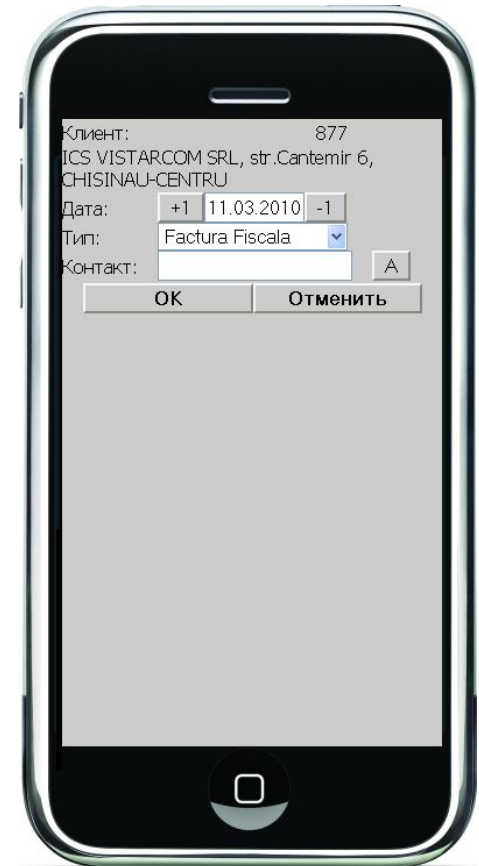 Клиент: 877
ICS VISTARCOM SRL, str.Cantemir 6,
CHISINAU-CENTRU
Дата: +1 11.03.2010 -1
Тип: Factura Fiscala
Контакт: A
OK Отменить